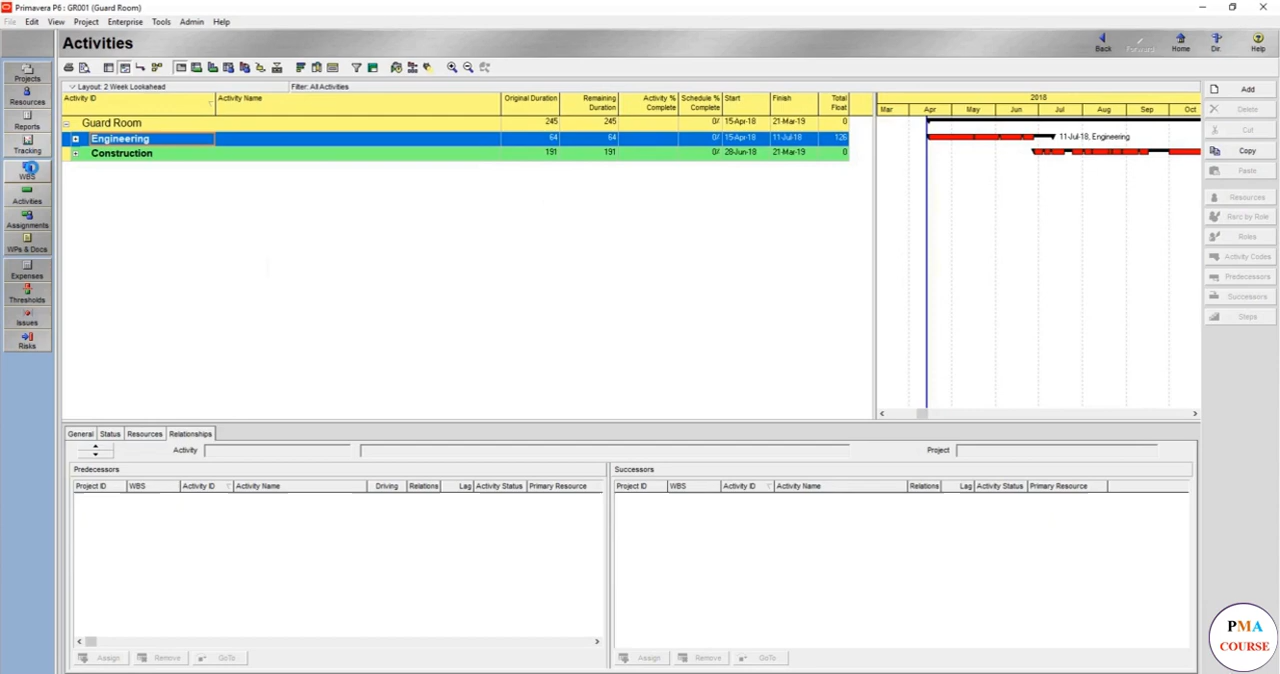 Primavera P6 : GR001 (Guard Room)
File Edit View Project Enterprise Tools Admin Help
Activities
Back Forward Home Dir. Help
Projects
Resources
Reports
Tracking
WBS
Activities
Assignments
WPs & Docs
Expenses
Thresholds
Issues
Risks
Layout: 2 Week Lookahead Filter: All Activities
Activity ID Activity Name Original Duration Remaining Duration Activity % Complete Schedule % Complete Start Finish Total Float
2018
Mar Apr May Jun Jul Aug Sep Oct
Guard Room 245 245 0/ 15-Apr-18 21-Mar-19 0
Engineering 64 64 0/ 15-Apr-18 11-Jul-18 126
11-Jul-18, Engineering
Construction 191 191 0/ 28-Jun-18 21-Mar-19 0
Add
Delete
Cut
Copy
Paste
Resources
Rsrc by Role
Roles
Activity Codes
Predecessors
Successors
Steps
General Status Resources Relationships
Activity Project
Predecessors
Project ID WBS Activity ID Activity Name Driving Relations Lag Activity Status Primary Resource
Assign Remove GoTo
Successors
Project ID WBS Activity ID Activity Name Relations Lag Activity Status Primary Resource
Assign Remove GoTo
PMA
COURSE